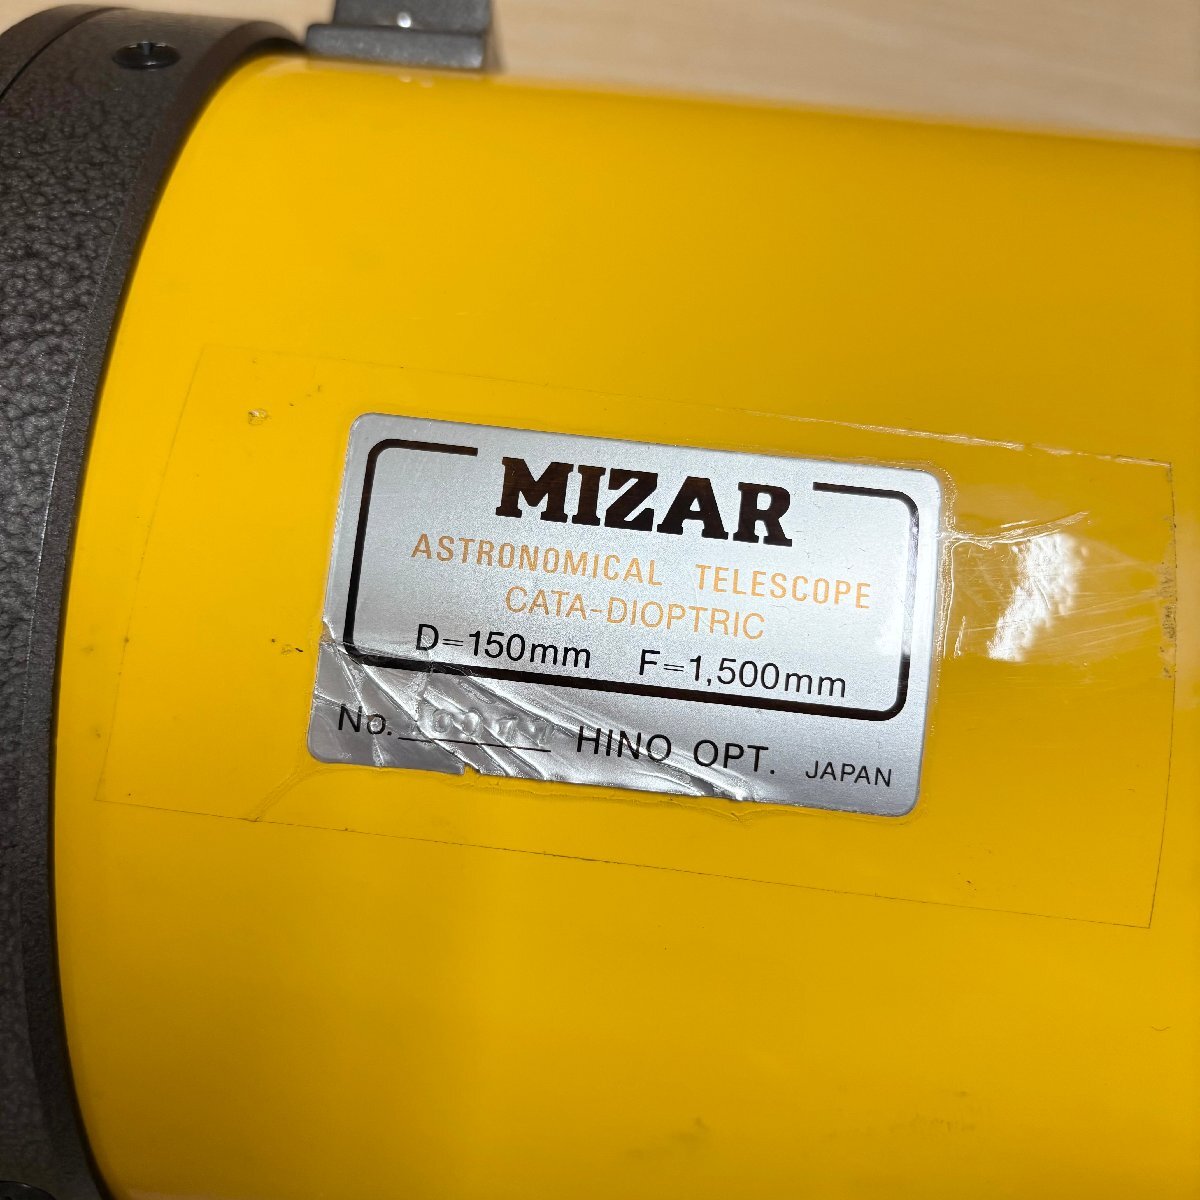 MIZAR
ASTRONOMICAL TELESCOPE
CATA-DIOPTRIC
D=150mm F=1,500mm
No. HINO OPT. JAPAN